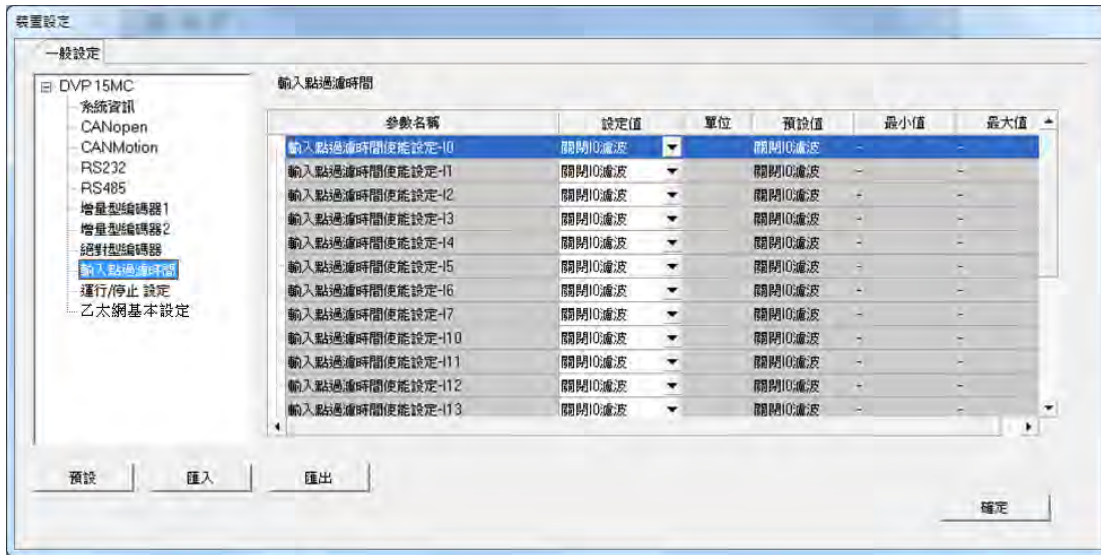 裝置設定
一般設定
DVP 15MC
系統資訊
CANopen
CANMotion
RS232
RS485
增量型編碼器1
增量型編碼器2
絕對型編碼器
輸入點過濾時間
運行/停止 設定
乙太網基本設定
輸入點過濾時間
參數名稱 設定值 單位 預設值 最小值 最大值
輸入點過濾時間使能設定-I0 關閉IO濾波 關閉IO濾波 - -
輸入點過濾時間使能設定-I1 關閉IO濾波 關閉IO濾波 - -
輸入點過濾時間使能設定-I2 關閉IO濾波 關閉IO濾波 - -
輸入點過濾時間使能設定-I3 關閉IO濾波 關閉IO濾波 - -
輸入點過濾時間使能設定-I4 關閉IO濾波 關閉IO濾波 - -
輸入點過濾時間使能設定-I5 關閉IO濾波 關閉IO濾波 - -
輸入點過濾時間使能設定-I6 關閉IO濾波 關閉IO濾波 - -
輸入點過濾時間使能設定-I7 關閉IO濾波 關閉IO濾波 - -
輸入點過濾時間使能設定-I10 關閉IO濾波 關閉IO濾波 - -
輸入點過濾時間使能設定-I11 關閉IO濾波 關閉IO濾波 - -
輸入點過濾時間使能設定-I12 關閉IO濾波 關閉IO濾波 - -
輸入點過濾時間使能設定-I13 關閉IO濾波 關閉IO濾波 - -
預設 匯入 匯出
確定